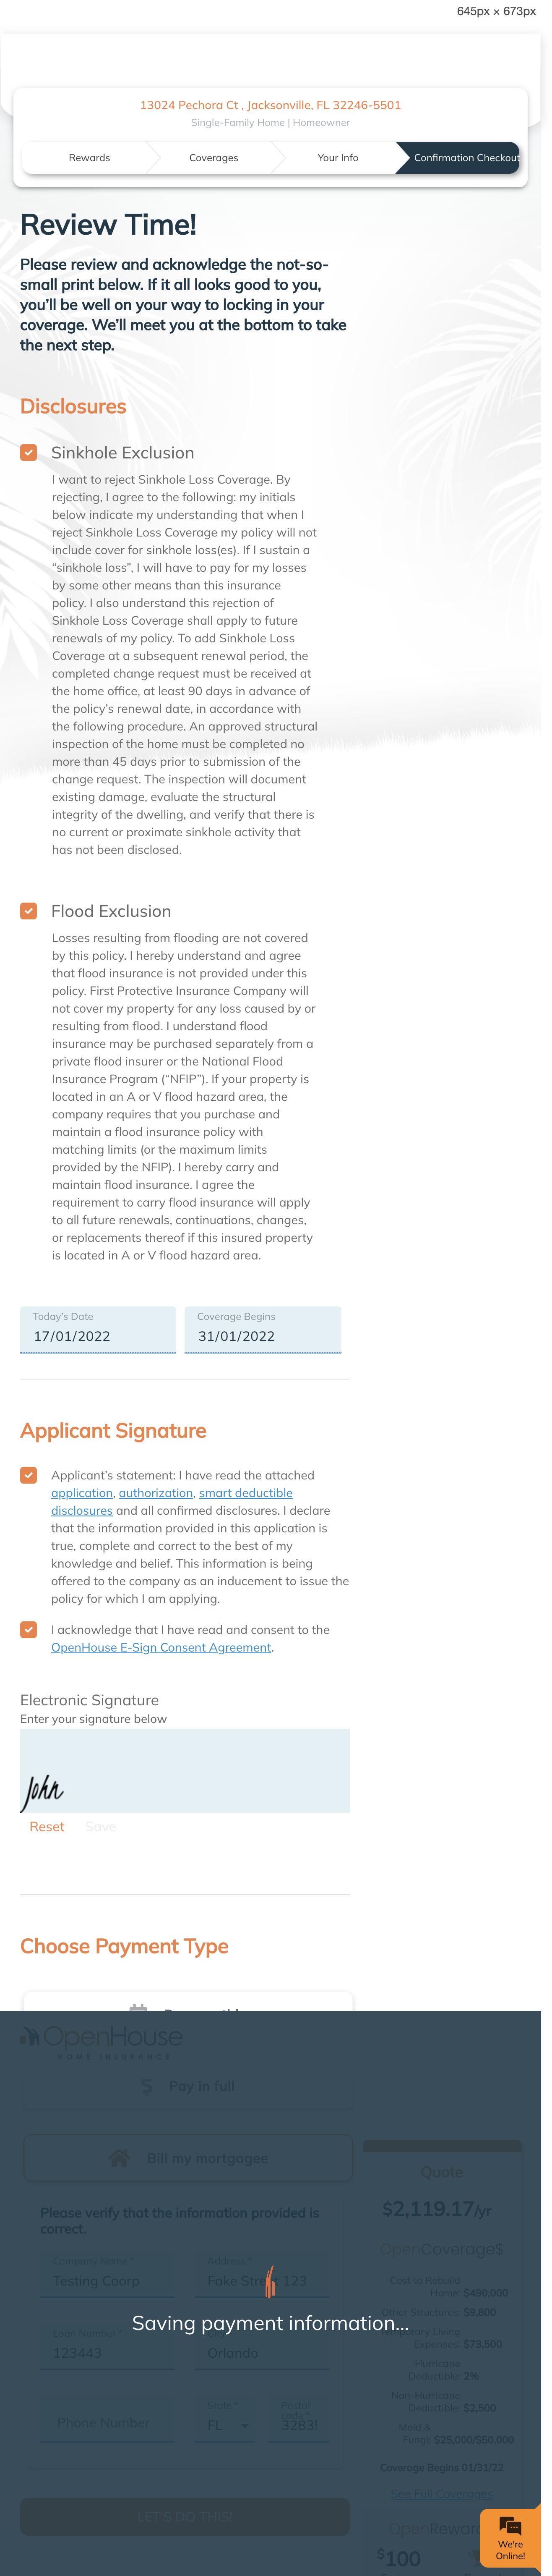 645px × 673px
13024 Pechora Ct , Jacksonville, FL 32246-5501
Single-Family Home | Homeowner
Rewards
Coverages
Your Info
Confirmation Checkout
Review Time!
Please review and acknowledge the not-so-
small print below. If it all looks good to you,
you'll be well on your way to locking in your
coverage. We'll meet you at the bottom to take
the next step.
Disclosures
Sinkhole Exclusion
I want to reject Sinkhole Loss Coverage. By
rejecting, I agree to the following: my initials
below indicate my understanding that when I
reject Sinkhole Loss Coverage my policy will not
include cover for sinkhole loss(es). If I sustain a
“sinkhole loss”, I will have to pay for my losses
by some other means than this insurance
policy. I also understand this rejection of
Sinkhole Loss Coverage shall apply to future
renewals of my policy. To add Sinkhole Loss
Coverage at a subsequent renewal period, the
completed change request must be received at
the home office, at least 90 days in advance of
the policy's renewal date, in accordance with
the following procedure. An approved structural
inspection of the home must be completed no
more than 45 days prior to submission of the
change request. The inspection will document
existing damage, evaluate the structural
integrity of the dwelling, and verify that there is
no current or proximate sinkhole activity that
has not been disclosed.
Flood Exclusion
Losses resulting from flooding are not covered
by this policy. I hereby understand and agree
that flood insurance is not provided under this
policy. First Protective Insurance Company will
not cover my property for any loss caused by or
resulting from flood. I understand flood
insurance may be purchased separately from a
private flood insurer or the National Flood
Insurance Program (“NFIP”). If your property is
located in an A or V flood hazard area, the
company requires that you purchase and
maintain a flood insurance policy with
matching limits (or the maximum limits
provided by the NFIP). I hereby carry and
maintain flood insurance. I agree the
requirement to carry flood insurance will apply
to all future renewals, continuations, changes,
or replacements thereof if this insured property
is located in A or V flood hazard area.
Today's Date
17/01/2022
Coverage Begins
31/01/2022
Applicant Signature
Applicant's statement: I have read the attached
application, authorization, smart deductible
disclosures and all confirmed disclosures. I declare
that the information provided in this application is
true, complete and correct to the best of my
knowledge and belief. This information is being
offered to the company as an inducement to issue the
policy for which I am applying.
I acknowledge that I have read and consent to the
OpenHouse E-Sign Consent Agreement.
Electronic Signature
Enter your signature below
John
Reset Save
Choose Payment Type
OpenHouse
HOME INSURANCE
$ Pay in full
Bill my mortgagee
Please verify that the information provided is
correct.
Company Name *
Testing Coorp
Address *
Fake Street 123
Saving payment information...
Loan Number *
123443
Orlando
Phone Number
State *
FL
Postal
code *
Quote
$2,119.17/yr
OpenCoverage$
Cost to Rebuild
Home: $490,000
Other Structures: $9,800
Living
Expenses: $73,500
Hurricane
Deductible: 2%
Non-Hurricane
Deductible: $2,500
Mold &
Fungi: $25,000/$50,000
Coverage Begins 01/31/22
See Full Coverages
LET'S DO THIS!
$100
We're
Online!